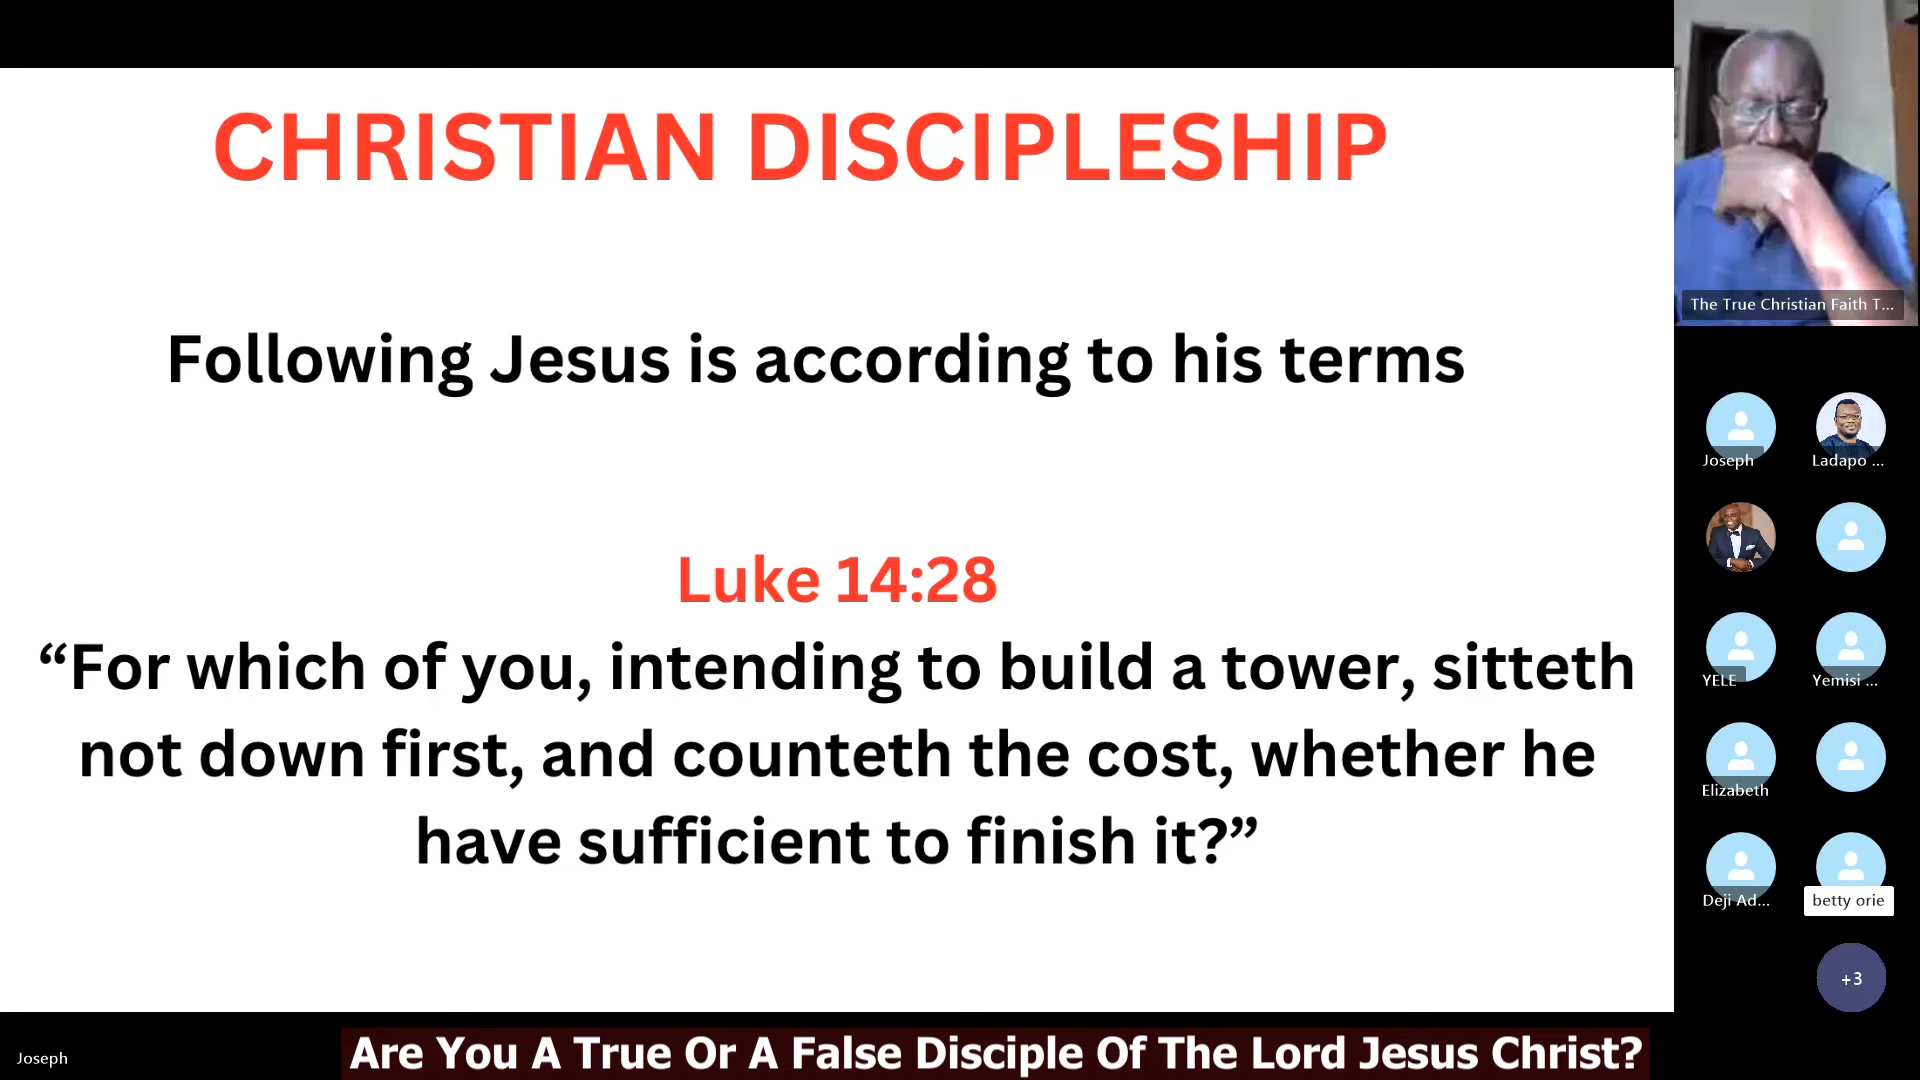 CHRISTIAN DISCIPLESHIP
Following Jesus is according to his terms
Luke 14:28
“For which of you, intending to build a tower, sitteth
not down first, and counteth the cost, whether he
have sufficient to finish it?”
The True Christian Faith T...
Joseph
Ladapo ...
YELE
Yemisi ...
Elizabeth
Deji Ad...
betty orie
+3
Joseph
Are You A True Or A False Disciple Of The Lord Jesus Christ?